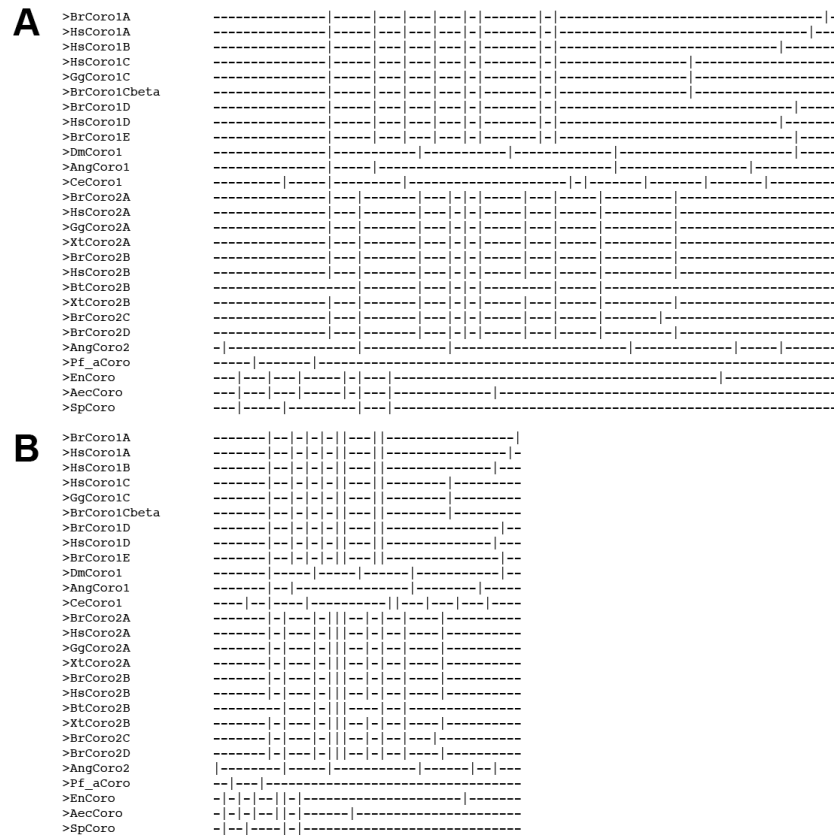 A
>BrCoro1A
>HsCoro1A
>HsCoro1B
>HsCoro1C
>GgCoro1C
>BrCoro1Cbeta
>BrCoro1D
>HsCoro1D
>BrCoro1E
>DmCoro1
>AngCoro1
>CeCoro1
>BrCoro2A
>HsCoro2A
>GgCoro2A
>XtCoro2A
>BrCoro2B
>HsCoro2B
>BtCoro2B
>XtCoro2B
>BrCoro2C
>BrCoro2D
>AngCoro2
>Pf_aCoro
>EnCoro
>AecCoro
>SpCoro
B
>BrCoro1A
>HsCoro1A
>HsCoro1B
>HsCoro1C
>GgCoro1C
>BrCoro1Cbeta
>BrCoro1D
>HsCoro1D
>BrCoro1E
>DmCoro1
>AngCoro1
>CeCoro1
>BrCoro2A
>HsCoro2A
>GgCoro2A
>XtCoro2A
>BrCoro2B
>HsCoro2B
>BtCoro2B
>XtCoro2B
>BrCoro2C
>BrCoro2D
>AngCoro2
>Pf_aCoro
>EnCoro
>AecCoro
>SpCoro